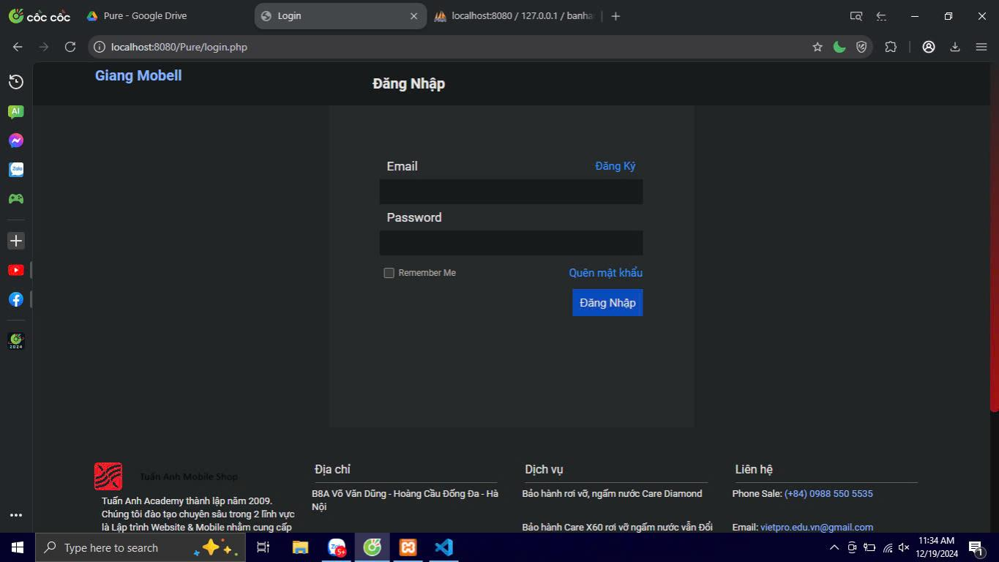 cốc cốc
Pure - Google Drive
Login
localhost:8080 / 127.0.0.1 / banha
localhost:8080/Pure/login.php
Giang Mobell
Đăng Nhập
AI
Zalo
2024
Email
Đăng Ký
Password
Remember Me
Quên mật khẩu
Đăng Nhập
Tuấn Anh Mobile Shop
Tuấn Anh Academy thành lập năm 2009.
Chúng tôi đào tạo chuyên sâu trong 2 lĩnh vực
là Lập trình Website & Mobile nhằm cung cấp
Địa chỉ
B8A Võ Văn Dũng - Hoàng Cầu Đống Đa - Hà
Nội
Dịch vụ
Bảo hành rơi vỡ, ngấm nước Care Diamond
Bảo hành Care X60 rơi vỡ ngấm nước vẫn Đổi
Liên hệ
Phone Sale: (+84) 0988 550 5535
Email: vietpro.edu.vn@gmail.com
Type here to search
5+
11:34 AM
12/19/2024
1